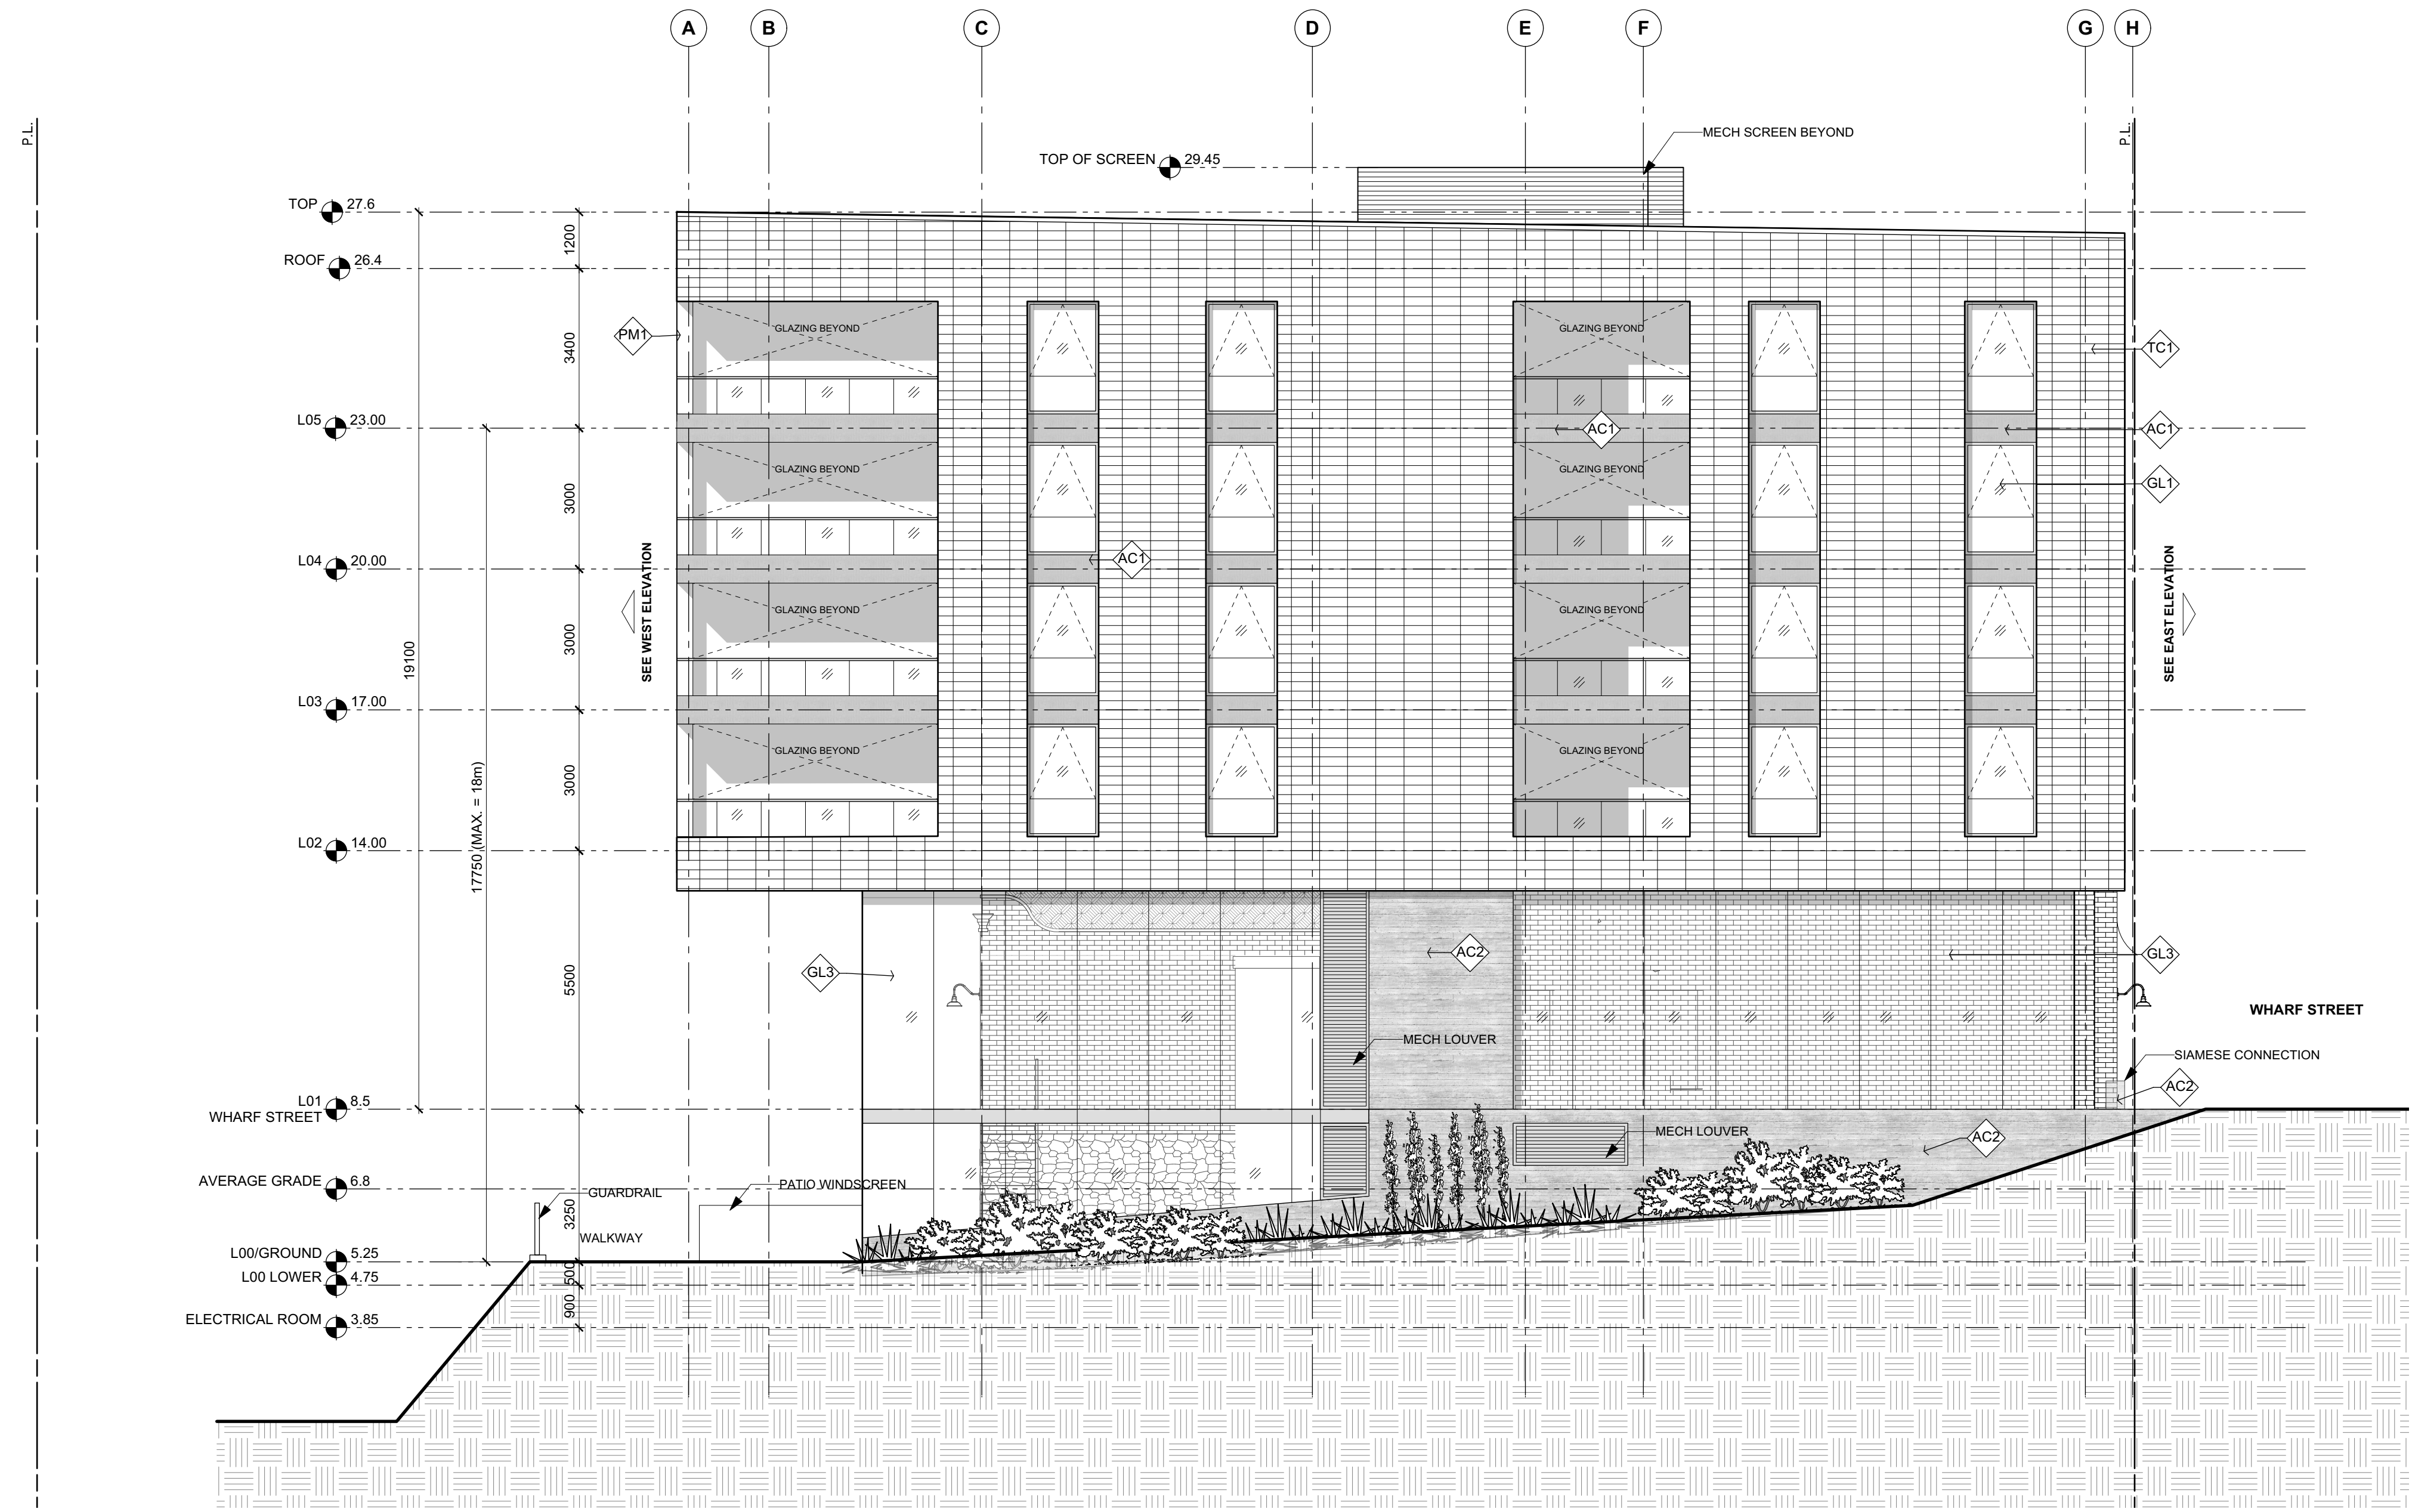 A B C D E F G H
P.L.
P.L.
MECH SCREEN BEYOND
TOP OF SCREEN 29.45
TOP 27.6
1200
ROOF 26.4
PM1
GLAZING BEYOND
GLAZING BEYOND
TC1
3400
L05 23.00
AC1
AC1
GLAZING BEYOND
GLAZING BEYOND
GL1
3000
L04 20.00
AC1
SEE WEST ELEVATION
SEE EAST ELEVATION
GLAZING BEYOND
GLAZING BEYOND
3000
19100
L03 17.00
GLAZING BEYOND
GLAZING BEYOND
3000
17750 (MAX. = 18m)
L02 14.00
5500
GL3
AC2
GL3
WHARF STREET
MECH LOUVER
SIAMESE CONNECTION
AC2
L01 8.5
WHARF STREET
MECH LOUVER
AC2
AVERAGE GRADE 6.8
GUARDRAIL
PATIO WINDSCREEN
3250
WALKWAY
L00/GROUND 5.25
500
L00 LOWER 4.75
900
ELECTRICAL ROOM 3.85